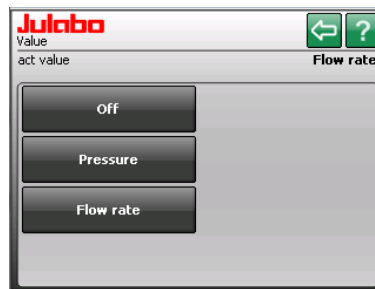 Julabo
Value
?
act value Flow rate
Off
Pressure
Flow rate